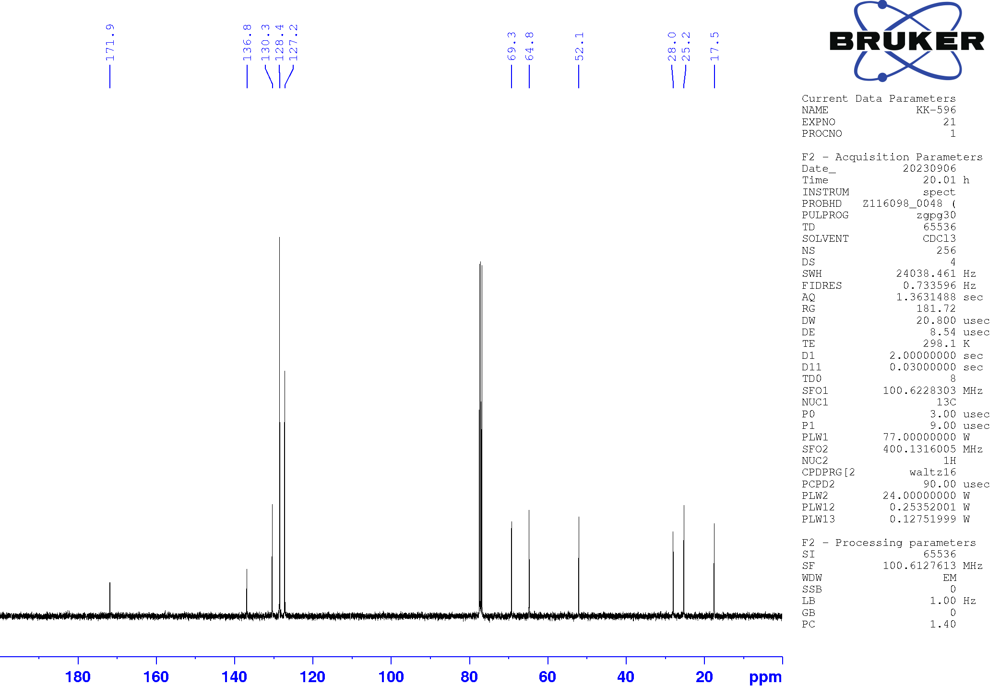 171.9
136.8
130.3
128.4
127.2
69.3
64.8
52.1
28.0
25.2
17.5
BRUKER
Current Data Parameters
NAME KK-596
EXPNO 21
PROCNO 1
F2 - Acquisition Parameters
Date_ 20230906
Time 20.01 h
INSTRUM spect
PROBHD Z116098_0048 (
PULPROG zgpg30
TD 65536
SOLVENT CDCl3
NS 256
DS 4
SWH 24038.461 Hz
FIDRES 0.733596 Hz
AQ 1.3631488 sec
RG 181.72
DW 20.800 usec
DE 8.54 usec
TE 298.1 K
D1 2.00000000 sec
D11 0.03000000 sec
TD0 8
SFO1 100.6228303 MHz
NUC1 13C
P0 3.00 usec
P1 9.00 usec
PLW1 77.00000000 W
SFO2 400.1316005 MHz
NUC2 1H
CPDPRG[2 waltz16
PCPD2 90.00 usec
PLW2 24.00000000 W
PLW12 0.25352001 W
PLW13 0.12751999 W
F2 - Processing parameters
SI 65536
SF 100.6127613 MHz
WDW EM
SSB 0
LB 1.00 Hz
GB 0
PC 1.40
180 160 140 120 100 80 60 40 20 ppm